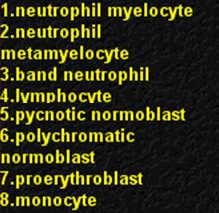 1.neutrophil myelocyte
2.neutrophil
metamyelocyte
3.band neutrophil
4.lymphocyte
5.pycnotic normoblast
6.polychromatic
normoblast
7.proerythroblast
8.monocyte